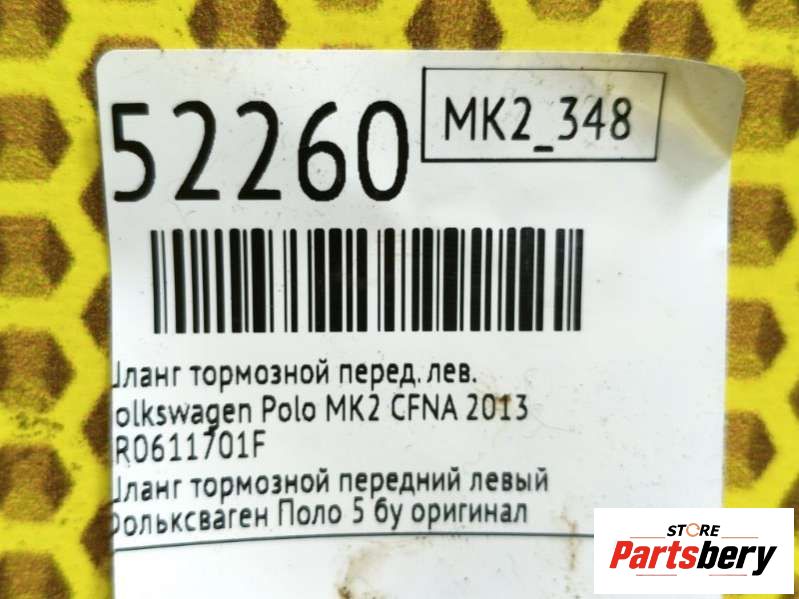 52260
MK2_348
Шланг тормозной перед. лев.
olkswagen Polo MK2 CFNA 2013
RD611701F
Шланг тормозной передний левый
Фольксваген Поло 5 бу оригинал
STORE
Partsbery